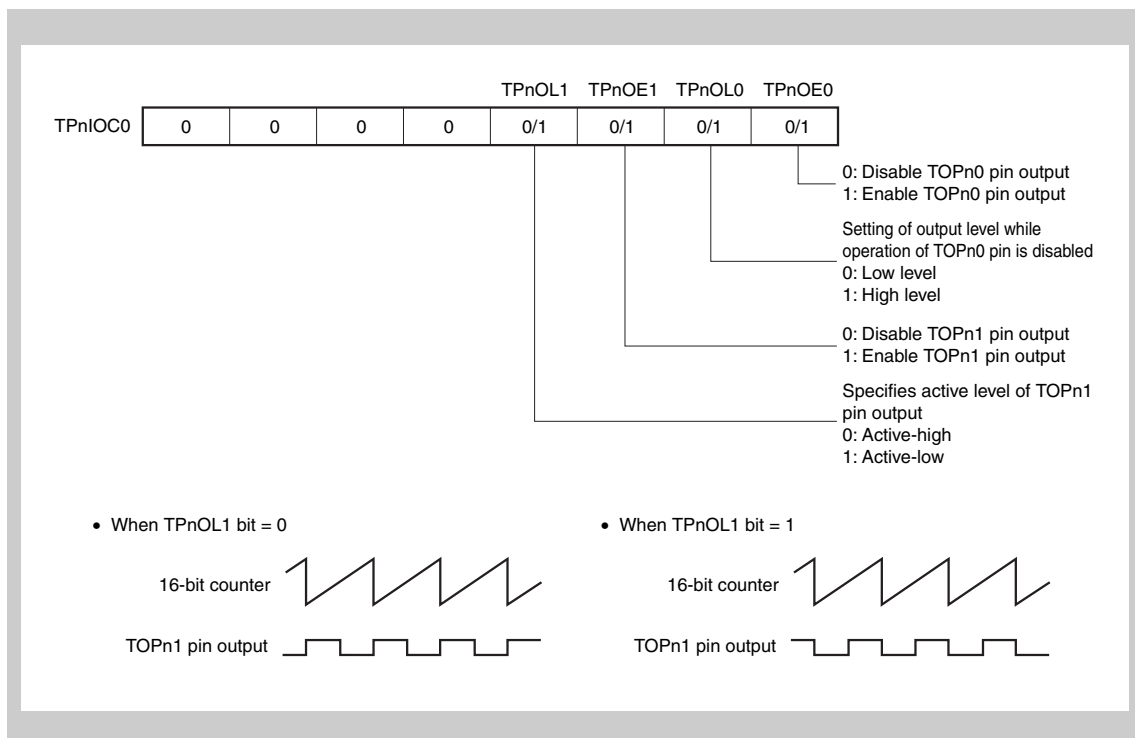 TPnOL1 TPnOE1 TPnOL0 TPnOE0
TPnIOC0 0 0 0 0 0/1 0/1 0/1 0/1
0: Disable TOPn0 pin output
1: Enable TOPn0 pin output
Setting of output level while
operation of TOPn0 pin is disabled
0: Low level
1: High level
0: Disable TOPn1 pin output
1: Enable TOPn1 pin output
Specifies active level of TOPn1
pin output
0: Active-high
1: Active-low
• When TPnOL1 bit = 0
16-bit counter
TOPn1 pin output
• When TPnOL1 bit = 1
16-bit counter
TOPn1 pin output